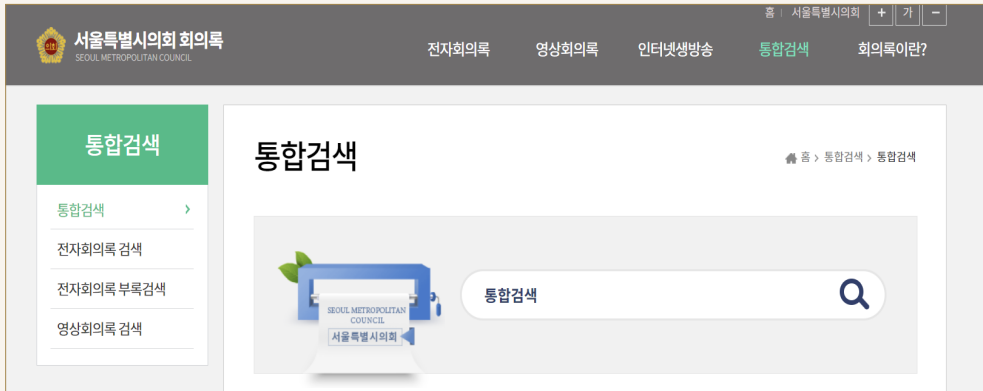 홈 | 서울특별시의회 + 가 -
서울특별시의회 회의록
SEOUL METROPOLITAN COUNCIL
전자회의록 영상회의록 인터넷생방송 통합검색 회의록이란?
통합검색
통합검색 >
전자회의록 검색
전자회의록 부록검색
영상회의록 검색
통합검색
홈 > 통합검색 > 통합검색
SEOUL METROPOLITAN
COUNCIL
서울특별시의회
통합검색